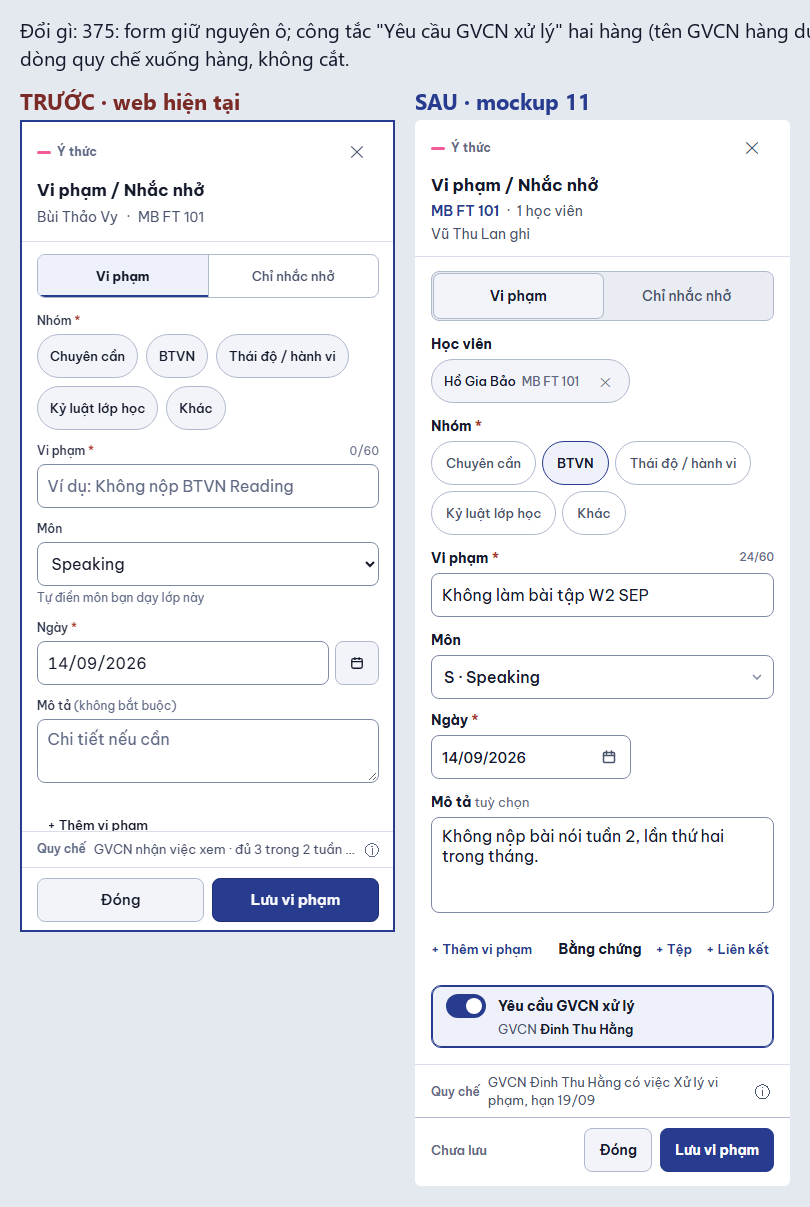 Đổi gì: 375: form giữ nguyên ô; công tắc "Yêu cầu GVCN xử lý" hai hàng (tên GVCN hàng
dòng quy chế xuống hàng, không cắt.
TRƯỚC · web hiện tại
Ý thức
Vi phạm / Nhắc nhở
Bùi Thảo Vy · MB FT 101
Vi phạm
Chỉ nhắc nhở
Nhóm *
Chuyên cần
BTVN
Thái độ / hành vi
Kỷ luật lớp học
Khác
Vi phạm *
0/60
Ví dụ: Không nộp BTVN Reading
Môn
Speaking
Tự điền môn bạn dạy lớp này
Ngày *
14/09/2026
Mô tả (không bắt buộc)
Chi tiết nếu cần
+ Thêm vi phạm
Quy chế GVCN nhận việc xem · đủ 3 trong 2 tuần ...
Đóng
Lưu vi phạm
SAU · mockup 11
Ý thức
Vi phạm / Nhắc nhở
MB FT 101 · 1 học viên
Vũ Thu Lan ghi
Vi phạm
Chỉ nhắc nhở
Học viên
Hồ Gia Bảo MB FT 101
Nhóm *
Chuyên cần
BTVN
Thái độ / hành vi
Kỷ luật lớp học
Khác
Vi phạm *
24/60
Không làm bài tập W2 SEP
Môn
S · Speaking
Ngày *
14/09/2026
Mô tả tuỳ chọn
Không nộp bài nói tuần 2, lần thứ hai
trong tháng.
+ Thêm vi phạm
Bằng chứng
+ Tệp
+ Liên kết
Yêu cầu GVCN xử lý
GVCN Đinh Thu Hằng
Quy chế
GVCN Đinh Thu Hằng có việc Xử lý vi
phạm, hạn 19/09
Chưa lưu
Đóng
Lưu vi phạm